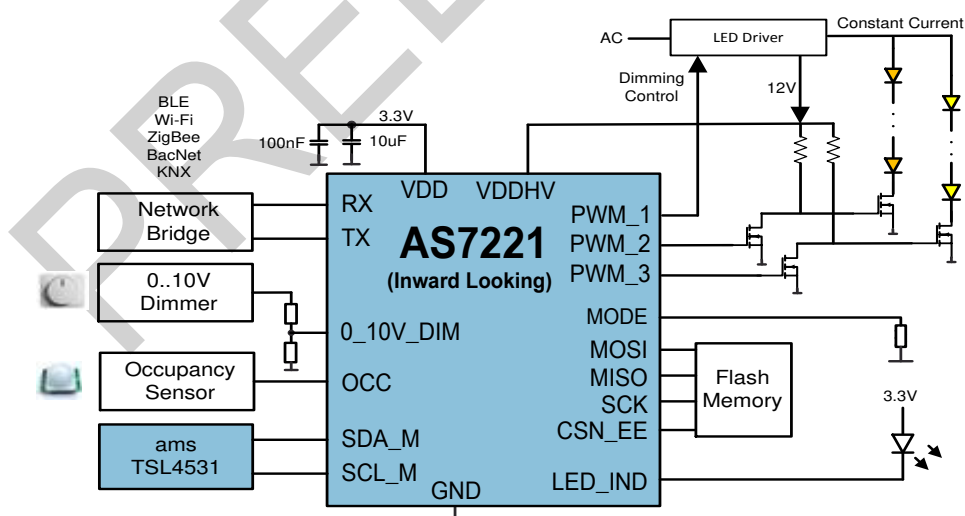 PREL
AC
LED Driver
Constant Current
Dimming
Control
12V
BLE
Wi-Fi
ZigBee
BacNet
KNX
100nF
10uF
3.3V
Network
Bridge
0..10V
Dimmer
Occupancy
Sensor
ams
TSL4531
VDD
VDDHV
RX
TX
AS7221
(Inward Looking)
0_10V_DIM
OCC
SDA_M
SCL_M
GND
PWM_1
PWM_2
PWM_3
MODE
MOSI
MISO
SCK
CSN_EE
LED_IND
Flash
Memory
3.3V